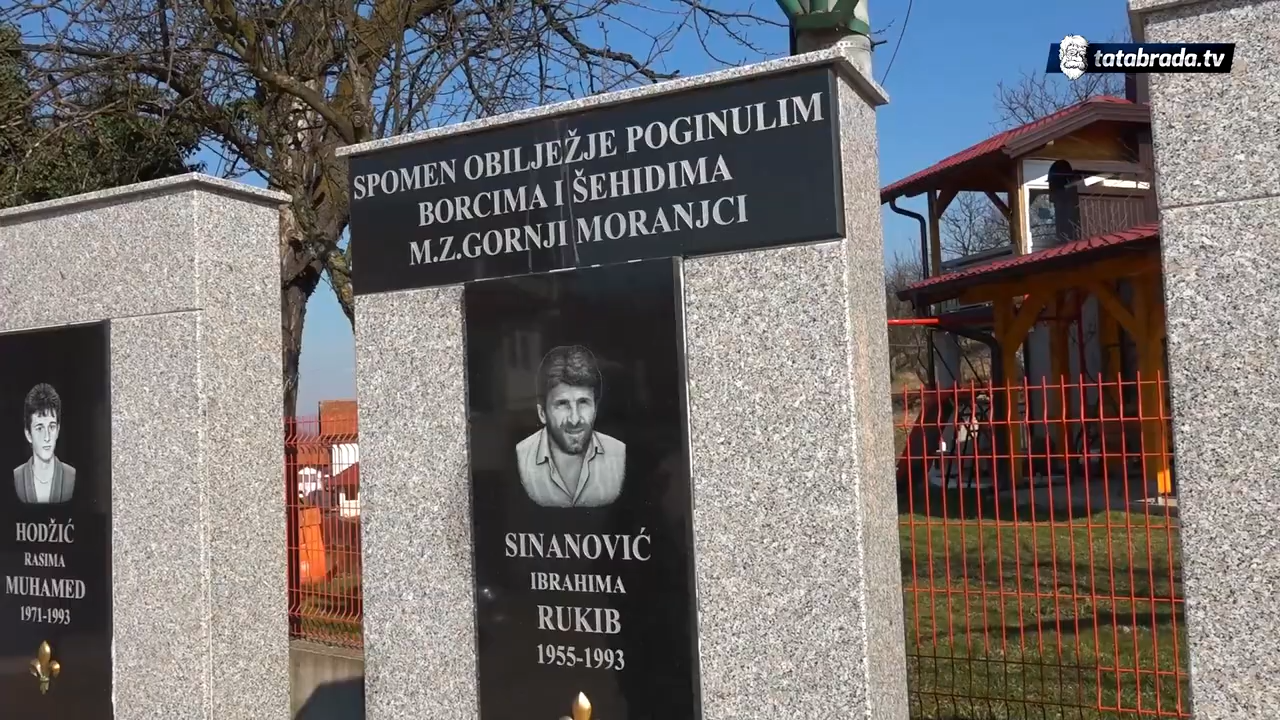 tatabrada.tv
SPOMEN OBILJEŽJE POGINULIM
BORCIMA I ŠEHIDIMA
M.Z.GORNJI MORANJCI
HODŽIĆ
RASIMA
MUHAMED
1971-1993
SINANOVIĆ
IBRAHIMA
RUKIB
1955-1993